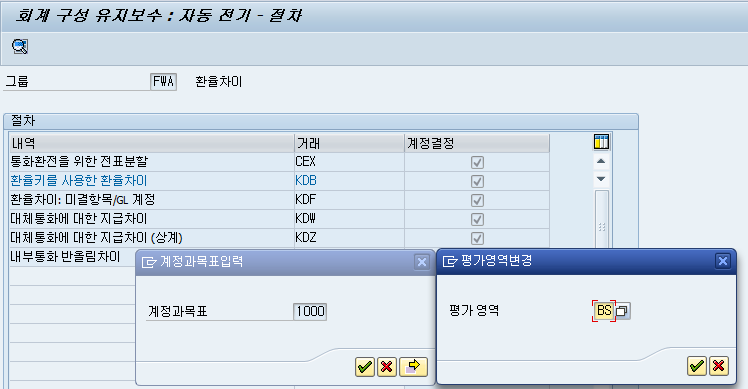 회계 구성 유지보수 : 자동 전기 - 절차
그룹 FWA 환율차이
절차
내역 거래 계정결정
통화환전을 위한 전표분할 CEX
환율키를 사용한 환율차이 KDB
환율차이: 미결항목/GL 계정 KDF
대체통화에 대한 지급차이 KDW
대체통화에 대한 지급차이 (상계) KDZ
내부통화 반올림차이
계정과목표입력
계정과목표 1000
평가영역변경
평가 영역 BS